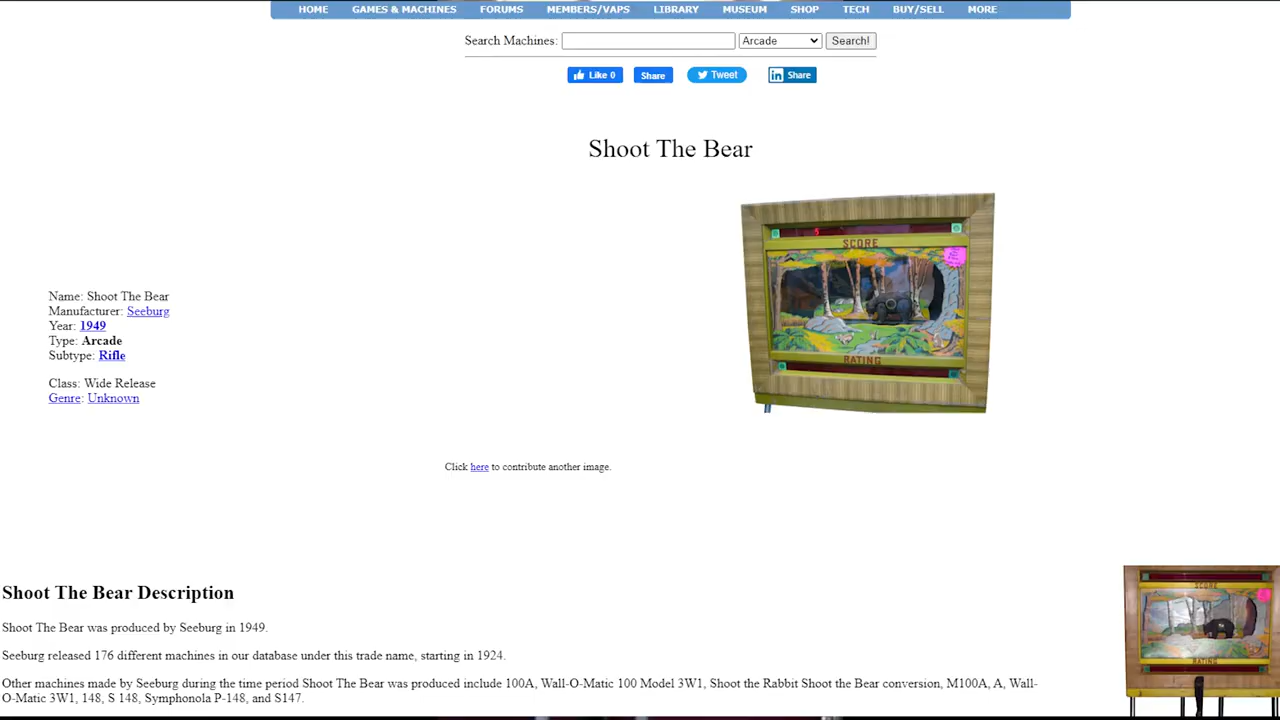 HOME GAMES & MACHINES FORUMS MEMBERS/VAPS LIBRARY MUSEUM SHOP TECH BUY/SELL MORE
Search Machines: Arcade Search!
Like 0 Share Tweet in Share
Shoot The Bear
5
SCORE
RATING
Name: Shoot The Bear
Manufacturer: Seeburg
Year: 1949
Type: Arcade
Subtype: Rifle
Class: Wide Release
Genre: Unknown
Click here to contribute another image.
Shoot The Bear Description
Shoot The Bear was produced by Seeburg in 1949.
Seeburg released 176 different machines in our database under this trade name, starting in 1924.
Other machines made by Seeburg during the time period Shoot The Bear was produced include 100A, Wall-O-Matic 100 Model 3W1, Shoot the Rabbit Shoot the Bear conversion, M100A, A, Wall-
O-Matic 3W1, 148, S 148, Symphonola P-148, and S147.
SCORE
RATING